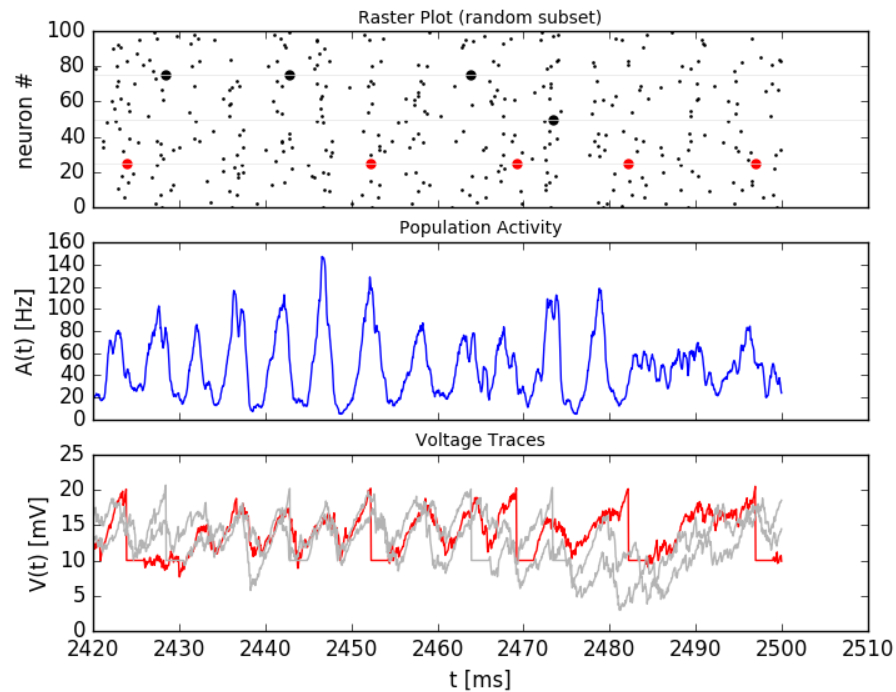 Raster Plot (random subset)
100
80
60
40
20
0
neuron #
Population Activity
160
140
120
100
80
60
40
20
0
A(t) [Hz]
Voltage Traces
25
20
15
10
5
0
V(t) [mV]
2420 2430 2440 2450 2460 2470 2480 2490 2500 2510
t [ms]